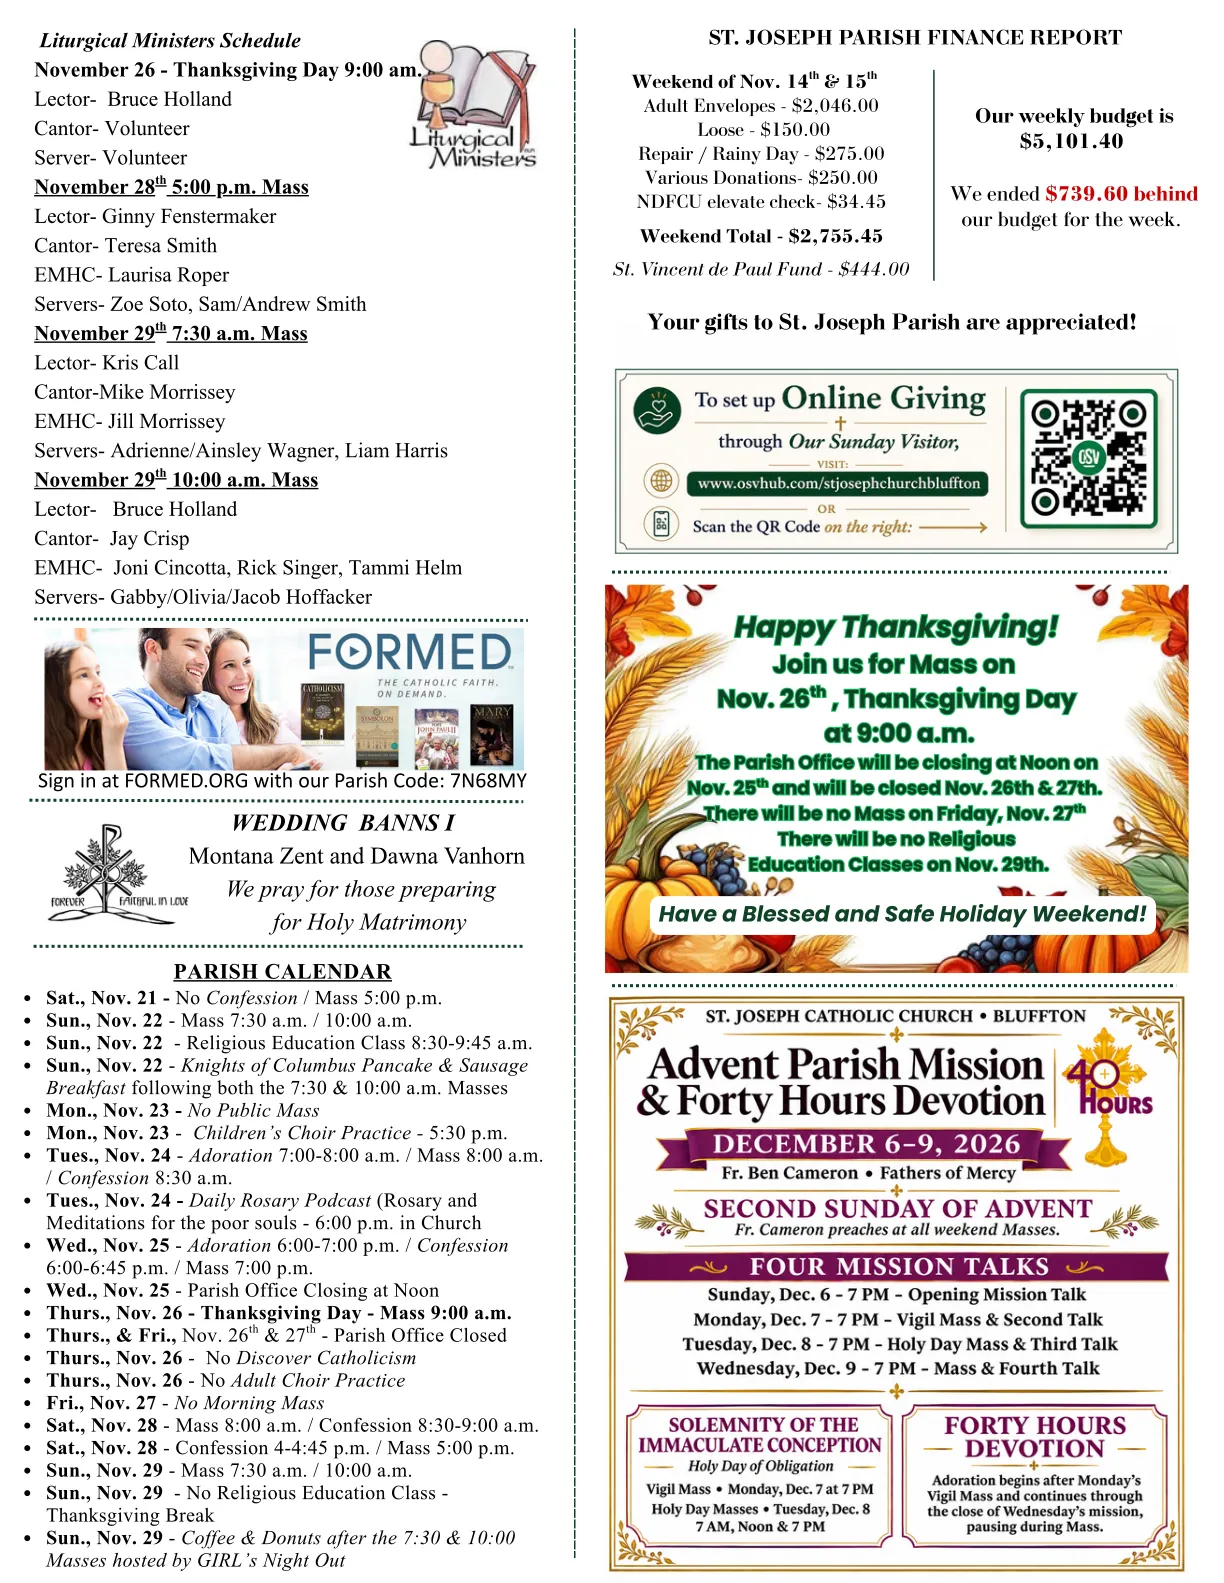 Liturgical Ministers Schedule
November 26 - Thanksgiving Day 9:00 am.
Lector- Bruce Holland
Cantor- Volunteer
Server- Volunteer
November 28th 5:00 p.m. Mass
Lector- Ginny Fenstermaker
Cantor- Teresa Smith
EMHC- Laurisa Roper
Servers- Zoe Soto, Sam/Andrew Smith
November 29th 7:30 a.m. Mass
Lector- Kris Call
Cantor-Mike Morrissey
EMHC- Jill Morrissey
Servers- Adrienne/Ainsley Wagner, Liam Harris
November 29th 10:00 a.m. Mass
Lector- Bruce Holland
Cantor- Jay Crisp
EMHC- Joni Cincotta, Rick Singer, Tammi Helm
Servers- Gabby/Olivia/Jacob Hoffacker
Liturgical
Ministers
FORMED
THE CATHOLIC FAITH.
ON DEMAND.
CATHOLICISM
SYMBOLON
JOHN PAUL II
MARY
Sign in at FORMED.ORG with our Parish Code: 7N68MY
WEDDING BANNS I
Montana Zent and Dawna Vanhorn
We pray for those preparing
for Holy Matrimony
FOREVER FAITHFUL IN LOVE
PARISH CALENDAR
• Sat., Nov. 21 - No Confession / Mass 5:00 p.m.
• Sun., Nov. 22 - Mass 7:30 a.m. / 10:00 a.m.
• Sun., Nov. 22 - Religious Education Class 8:30-9:45 a.m.
• Sun., Nov. 22 - Knights of Columbus Pancake & Sausage
Breakfast following both the 7:30 & 10:00 a.m. Masses
• Mon., Nov. 23 - No Public Mass
• Mon., Nov. 23 - Children's Choir Practice - 5:30 p.m.
• Tues., Nov. 24 - Adoration 7:00-8:00 a.m. / Mass 8:00 a.m.
/ Confession 8:30 a.m.
• Tues., Nov. 24 - Daily Rosary Podcast (Rosary and
Meditations for the poor souls - 6:00 p.m. in Church
• Wed., Nov. 25 - Adoration 6:00-7:00 p.m. / Confession
6:00-6:45 p.m. / Mass 7:00 p.m.
• Wed., Nov. 25 - Parish Office Closing at Noon
• Thurs., Nov. 26 - Thanksgiving Day - Mass 9:00 a.m.
• Thurs., & Fri., Nov. 26th & 27th - Parish Office Closed
• Thurs., Nov. 26 - No Discover Catholicism
• Thurs., Nov. 26 - No Adult Choir Practice
• Fri., Nov. 27 - No Morning Mass
• Sat., Nov. 28 - Mass 8:00 a.m. / Confession 8:30-9:00 a.m.
• Sat., Nov. 28 - Confession 4-4:45 p.m. / Mass 5:00 p.m.
• Sun., Nov. 29 - Mass 7:30 a.m. / 10:00 a.m.
• Sun., Nov. 29 - No Religious Education Class -
Thanksgiving Break
• Sun., Nov. 29 - Coffee & Donuts after the 7:30 & 10:00
Masses hosted by GIRL's Night Out
ST. JOSEPH PARISH FINANCE REPORT
Weekend of Nov. 14th & 15th
Adult Envelopes - $2,046.00
Loose - $150.00
Repair / Rainy Day - $275.00
Various Donations- $250.00
NDFCU elevate check- $34.45
Weekend Total - $2,755.45
St. Vincent de Paul Fund - $444.00
Our weekly budget is
$5,101.40
We ended $739.60 behind
our budget for the week.
Your gifts to St. Joseph Parish are appreciated!
To set up Online Giving
through Our Sunday Visitor,
VISIT:
www.osvhub.com/stjosephchurchbluffton
OR
Scan the QR Code on the right:
OSV
Happy Thanksgiving!
Join us for Mass on
Nov. 26th , Thanksgiving Day
at 9:00 a.m.
The Parish Office will be closing at Noon on
Nov. 25th and will be closed Nov. 26th & 27th.
There will be no Mass on Friday, Nov. 27th
There will be no Religious
Education Classes on Nov. 29th.
Have a Blessed and Safe Holiday Weekend!
ST. JOSEPH CATHOLIC CHURCH • BLUFFTON
Advent Parish Mission
& Forty Hours Devotion
40
HOURS
DECEMBER 6–9, 2026
Fr. Ben Cameron • Fathers of Mercy
SECOND SUNDAY OF ADVENT
Fr. Cameron preaches at all weekend Masses.
FOUR MISSION TALKS
Sunday, Dec. 6 - 7 PM – Opening Mission Talk
Monday, Dec. 7 - 7 PM – Vigil Mass & Second Talk
Tuesday, Dec. 8 - 7 PM – Holy Day Mass & Third Talk
Wednesday, Dec. 9 - 7 PM – Mass & Fourth Talk
SOLEMNITY OF THE
IMMACULATE CONCEPTION
Holy Day of Obligation
Vigil Mass • Monday, Dec. 7 at 7 PM
Holy Day Masses • Tuesday, Dec. 8
7 AM, Noon & 7 PM
FORTY HOURS
DEVOTION
Adoration begins after Monday's
Vigil Mass and continues through
the close of Wednesday's mission,
pausing during Mass.